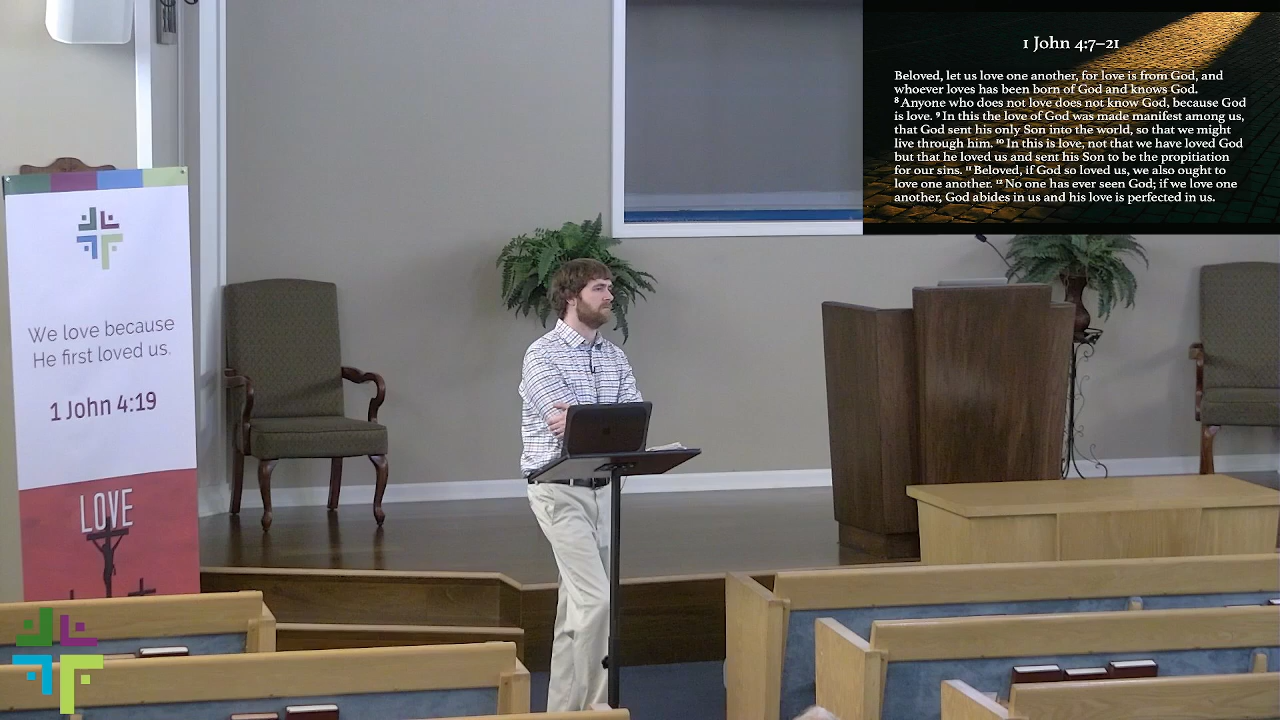 We love because
He first loved us.
1 John 4:19
LOVE
1 John 4:7–21
Beloved, let us love one another, for love is from God, and
whoever loves has been born of God and knows God.
⁸ Anyone who does not love does not know God, because God
is love. ⁹ In this the love of God was made manifest among us,
that God sent his only Son into the world, so that we might
live through him. ¹⁰ In this is love, not that we have loved God
but that he loved us and sent his Son to be the propitiation
for our sins. ¹¹ Beloved, if God so loved us, we also ought to
love one another. ¹² No one has ever seen God; if we love one
another, God abides in us and his love is perfected in us.